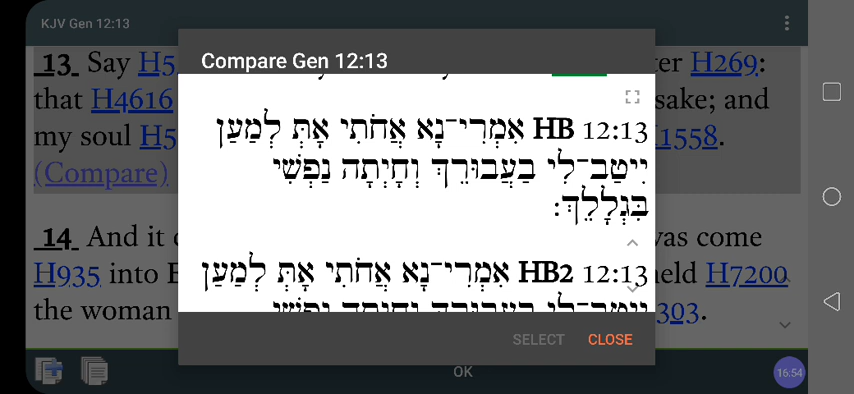 KJV Gen 12:13
Compare Gen 12:13
13 Say H5
ter H269:
that H4616
sake; and
my soul H5
1558.
(Compare)
HB 12:13 אִמְרִי־נָא אֲחֹתִי אָתְּ לְמַעַן
יִיטַב־לִי בַעֲבוּרֵךְ וְחָיְתָה נַפְשִׁי
בִּגְלָלֵךְ׃
HB2 12:13 אִמְרִי־נָא אֲחֹתִי אָתְּ לְמַעַן
14 And it
was come
H935 into
eld H7200
the woman
303.
SELECT CLOSE
OK
16:54